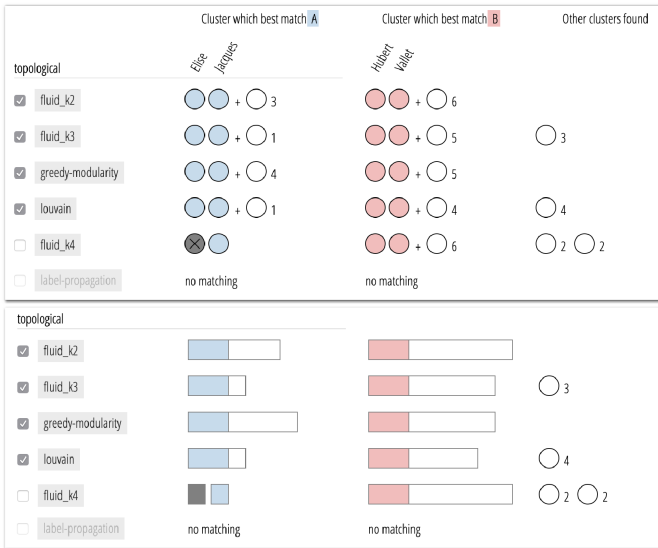 Cluster which best match A Cluster which best match B Other clusters found
Elise Jacques Hubert Vallet
topological
fluid_k2 + 3 + 6
fluid_k3 + 1 + 5 3
greedy-modularity + 4 + 5
louvain + 1 + 4 4
fluid_k4 + 6 2 2
label-propagation no matching no matching
topological
fluid_k2
fluid_k3 3
greedy-modularity
louvain 4
fluid_k4 2 2
label-propagation no matching no matching